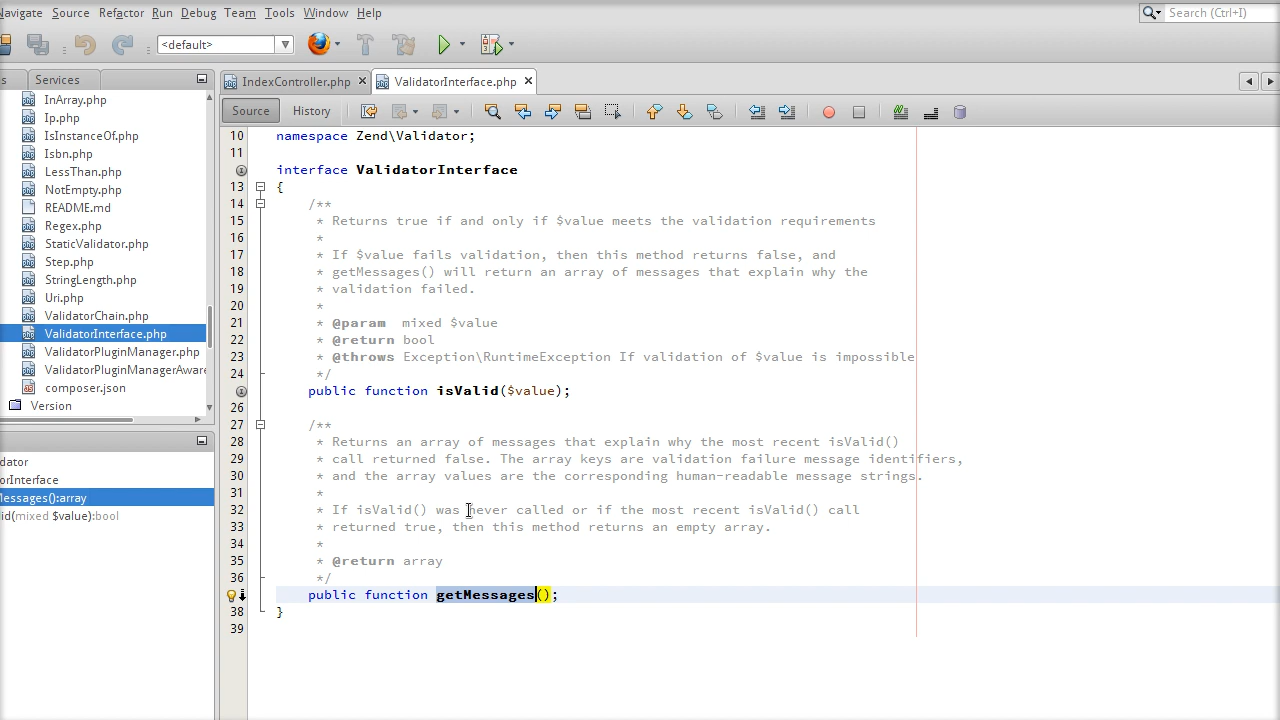 Navigate Source Refactor Run Debug Team Tools Window Help
Search (Ctrl+I)
<default>
Services
IndexController.php
ValidatorInterface.php
Source History
InArray.php
Ip.php
IsInstanceOf.php
Isbn.php
LessThan.php
NotEmpty.php
README.md
Regex.php
StaticValidator.php
Step.php
StringLength.php
Uri.php
ValidatorChain.php
ValidatorInterface.php
ValidatorPluginManager.php
ValidatorPluginManagerAware
composer.json
Version
dator
orInterface
Messages():array
id(mixed $value):bool
10 namespace Zend\Validator;
11
interface ValidatorInterface
13 {
14 /**
15 * Returns true if and only if $value meets the validation requirements
16 *
17 * If $value fails validation, then this method returns false, and
18 * getMessages() will return an array of messages that explain why the
19 * validation failed.
20 *
21 * @param  mixed $value
22 * @return bool
23 * @throws Exception\RuntimeException If validation of $value is impossible
24 */
public function isValid($value);
26
27 /**
28 * Returns an array of messages that explain why the most recent isValid()
29 * call returned false. The array keys are validation failure message identifiers,
30 * and the array values are the corresponding human-readable message strings.
31 *
32 * If isValid() was never called or if the most recent isValid() call
33 * returned true, then this method returns an empty array.
34 *
35 * @return array
36 */
public function getMessages();
38 }
39